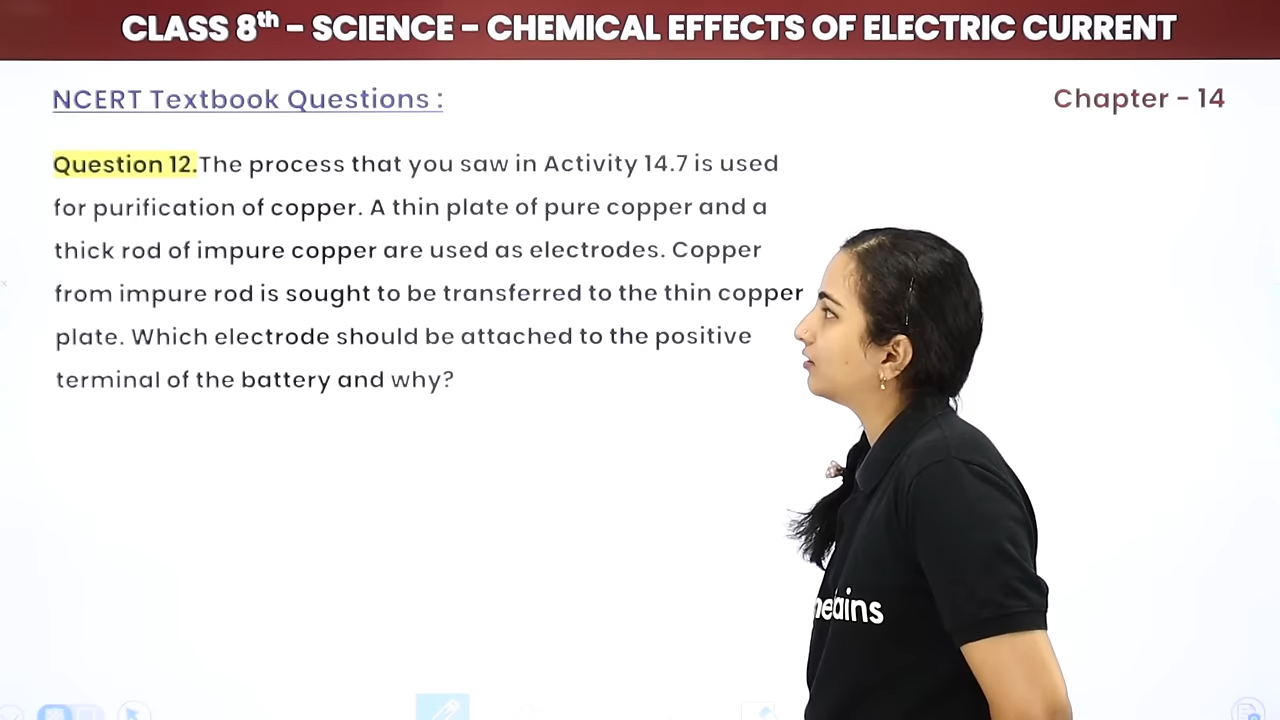 CLASS 8th - SCIENCE - CHEMICAL EFFECTS OF ELECTRIC CURRENT
NCERT Textbook Questions :
Chapter - 14
Question 12.The process that you saw in Activity 14.7 is used
for purification of copper. A thin plate of pure copper and a
thick rod of impure copper are used as electrodes. Copper
from impure rod is sought to be transferred to the thin copper
plate. Which electrode should be attached to the positive
terminal of the battery and why?